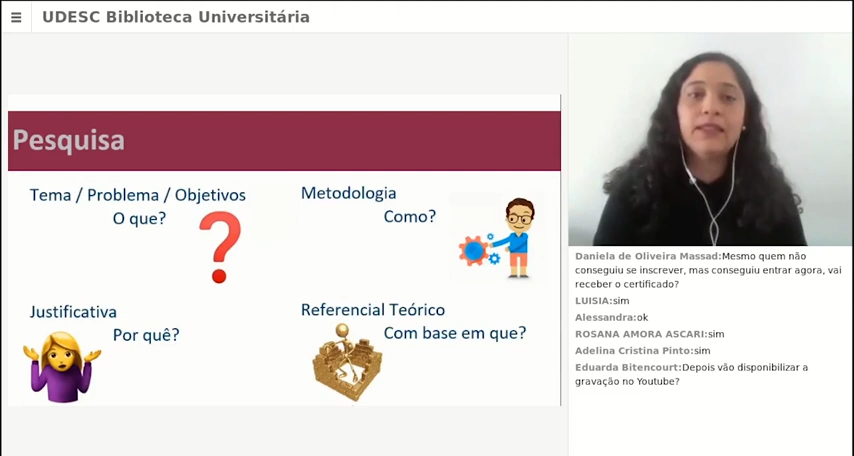 UDESC Biblioteca Universitária
Pesquisa
Tema / Problema / Objetivos
O que?
Metodologia
Como?
Justificativa
Por quê?
Referencial Teórico
Com base em que?
Daniela de Oliveira Massad:Mesmo quem não
conseguiu se inscrever, mas conseguiu entrar agora, vai
receber o certificado?
LUISIA:sim
Alessandra:ok
ROSANA AMORA ASCARI:sim
Adelina Cristina Pinto:sim
Eduarda Bitencourt:Depois vão disponibilizar a
gravação no Youtube?